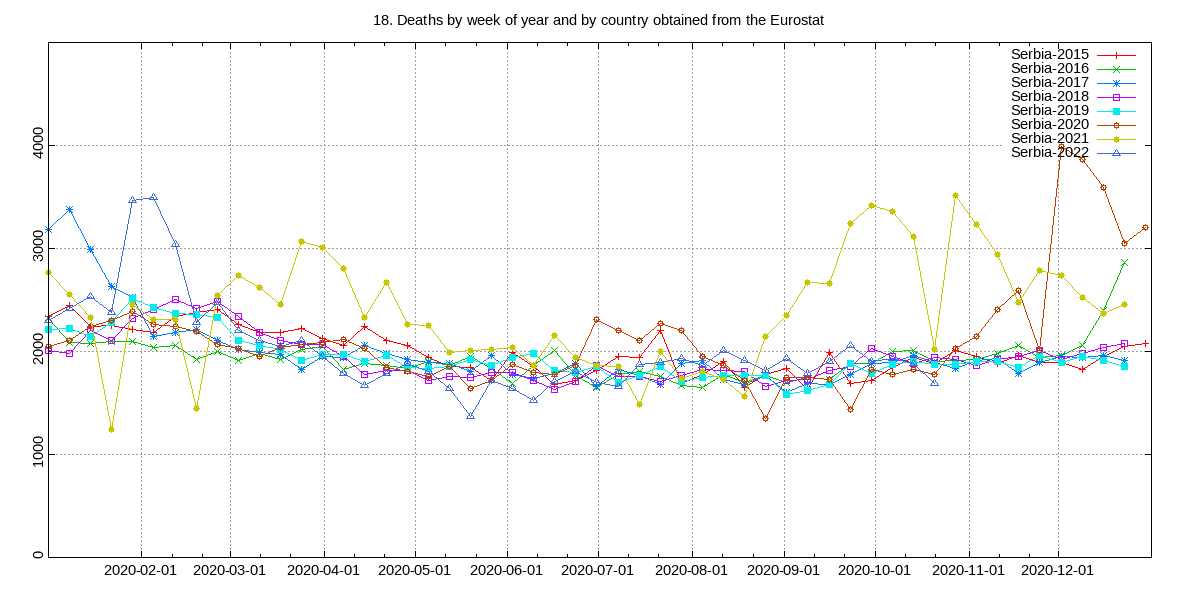 18. Deaths by week of year and by country obtained from the Eurostat
Serbia-2015
Serbia-2016
Serbia-2017
Serbia-2018
Serbia-2019
Serbia-2020
Serbia-2021
Serbia-2022
4000
3000
2000
1000
0
2020-02-01 2020-03-01 2020-04-01 2020-05-01 2020-06-01 2020-07-01 2020-08-01 2020-09-01 2020-10-01 2020-11-01 2020-12-01